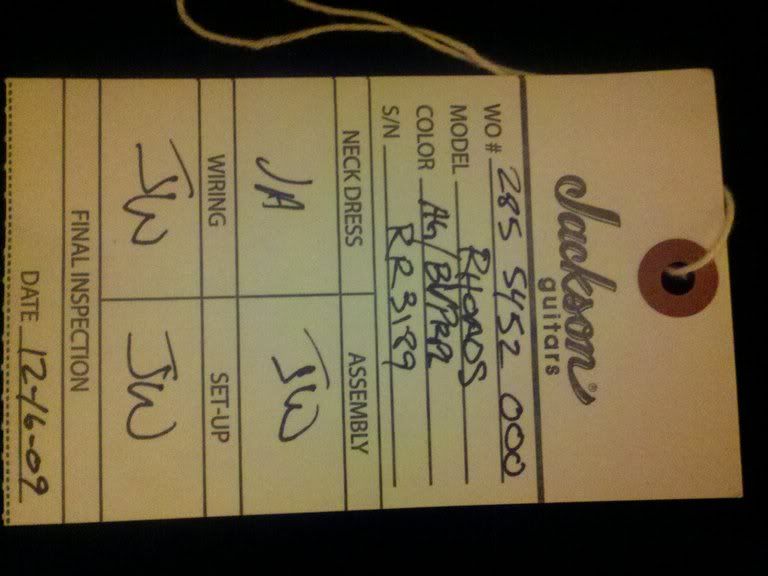 Jackson®
guitars
WO # 285 5452 000
MODEL RHOADS
COLOR
S/N RR3189
NECK DRESS ASSEMBLY
JA JW
WIRING SET-UP
JW JW
FINAL INSPECTION
DATE 12-16-09